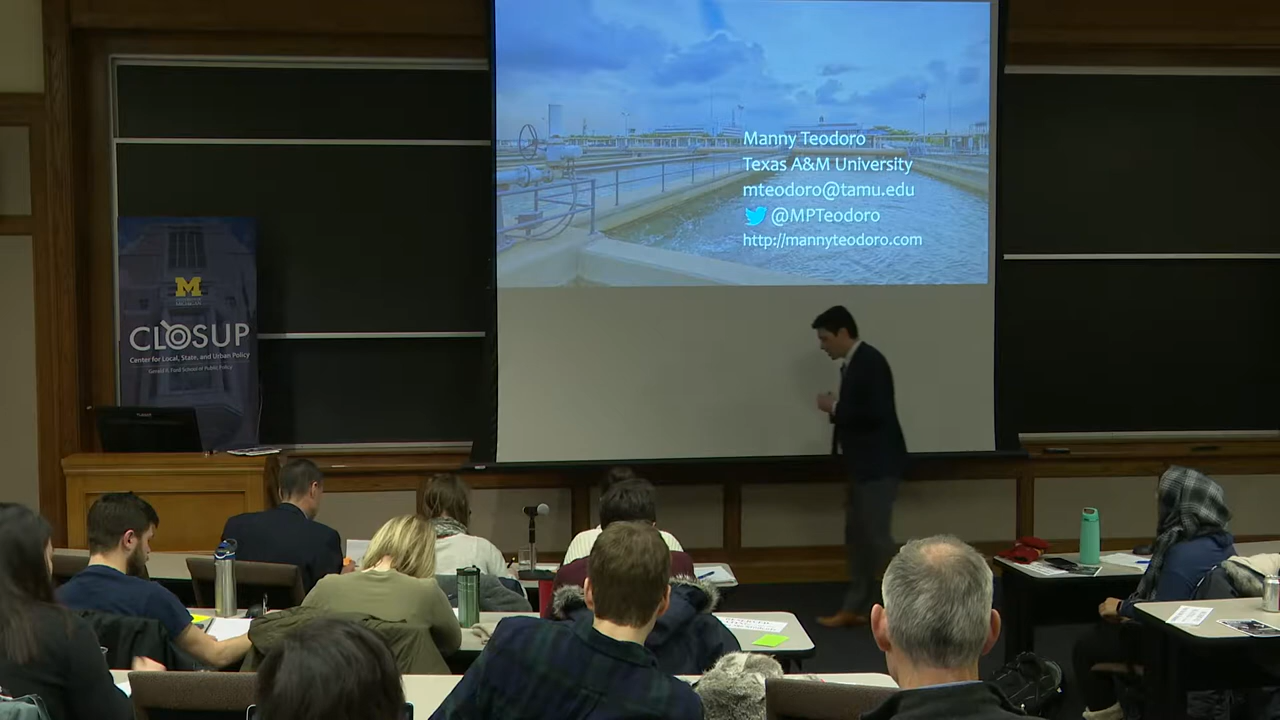 Manny Teodoro
Texas A&M University
mteodoro@tamu.edu
@MPTeodoro
http://mannyteodoro.com
M
CLOSUP
Center for Local, State, and Urban Policy
Gerald R. Ford School of Public Policy